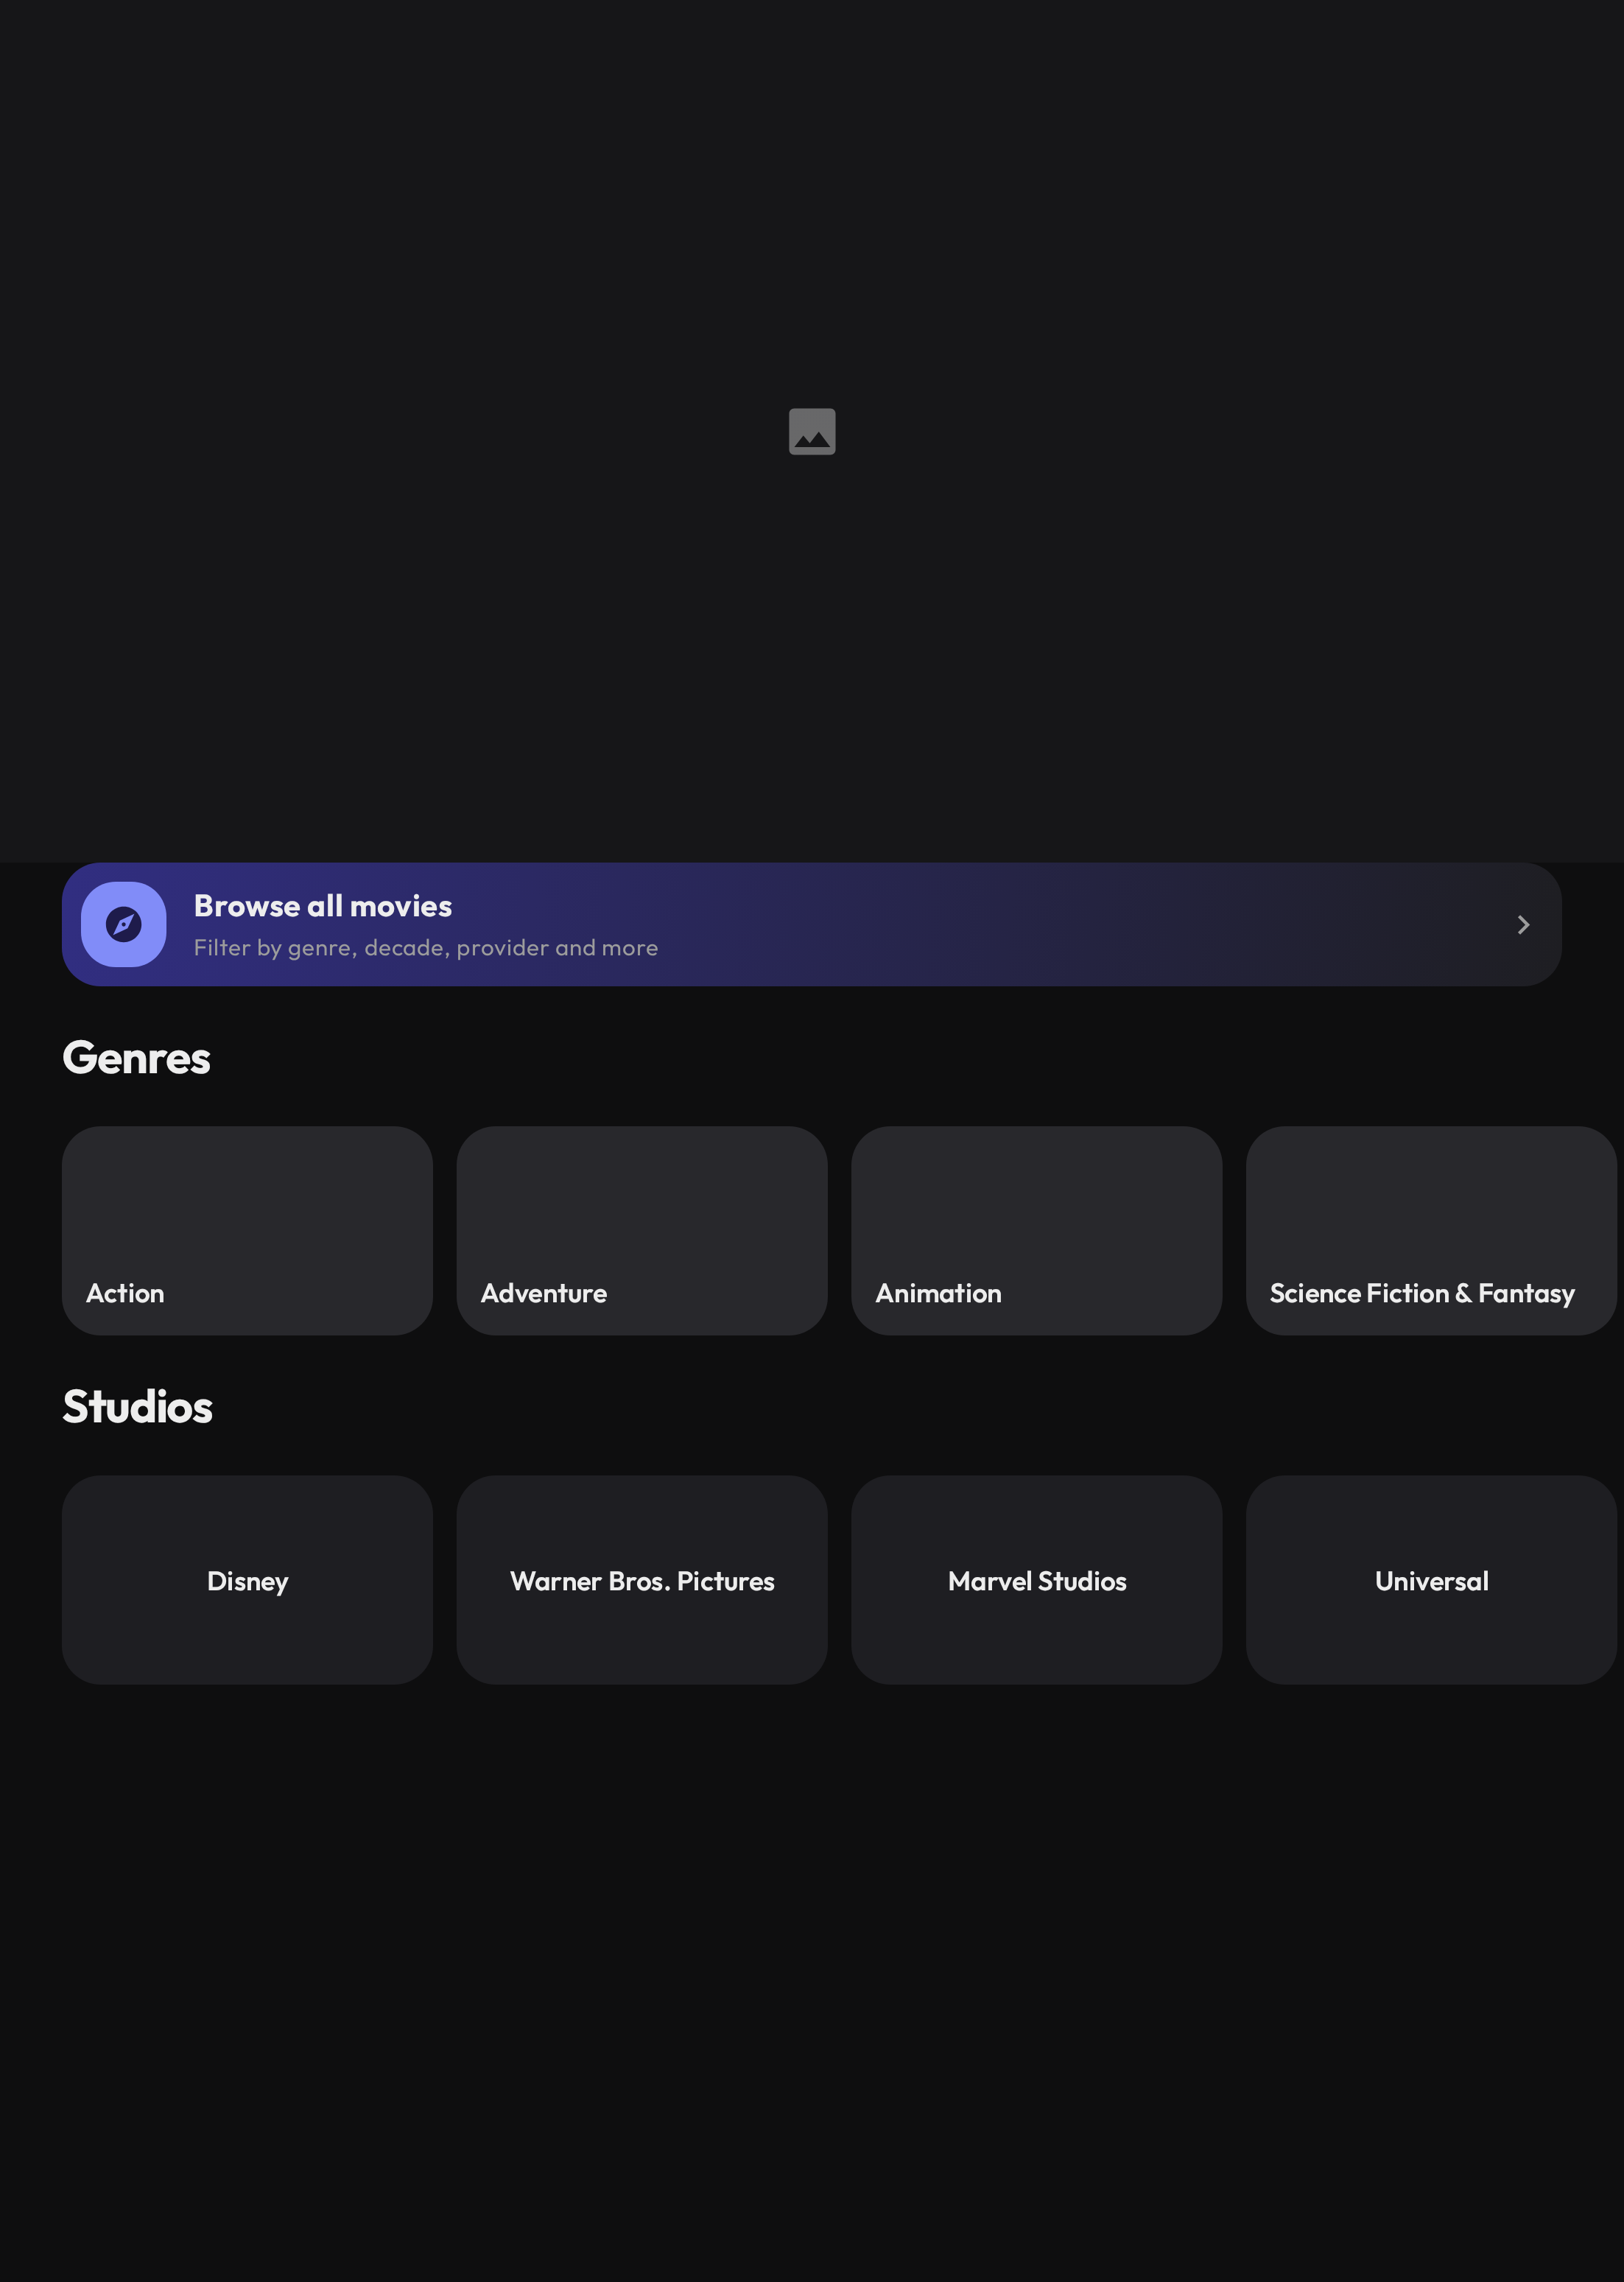 Browse all movies
Filter by genre, decade, provider and more
Genres
Action
Adventure
Animation
Science Fiction & Fantasy
Studios
Disney
Warner Bros. Pictures
Marvel Studios
Universal